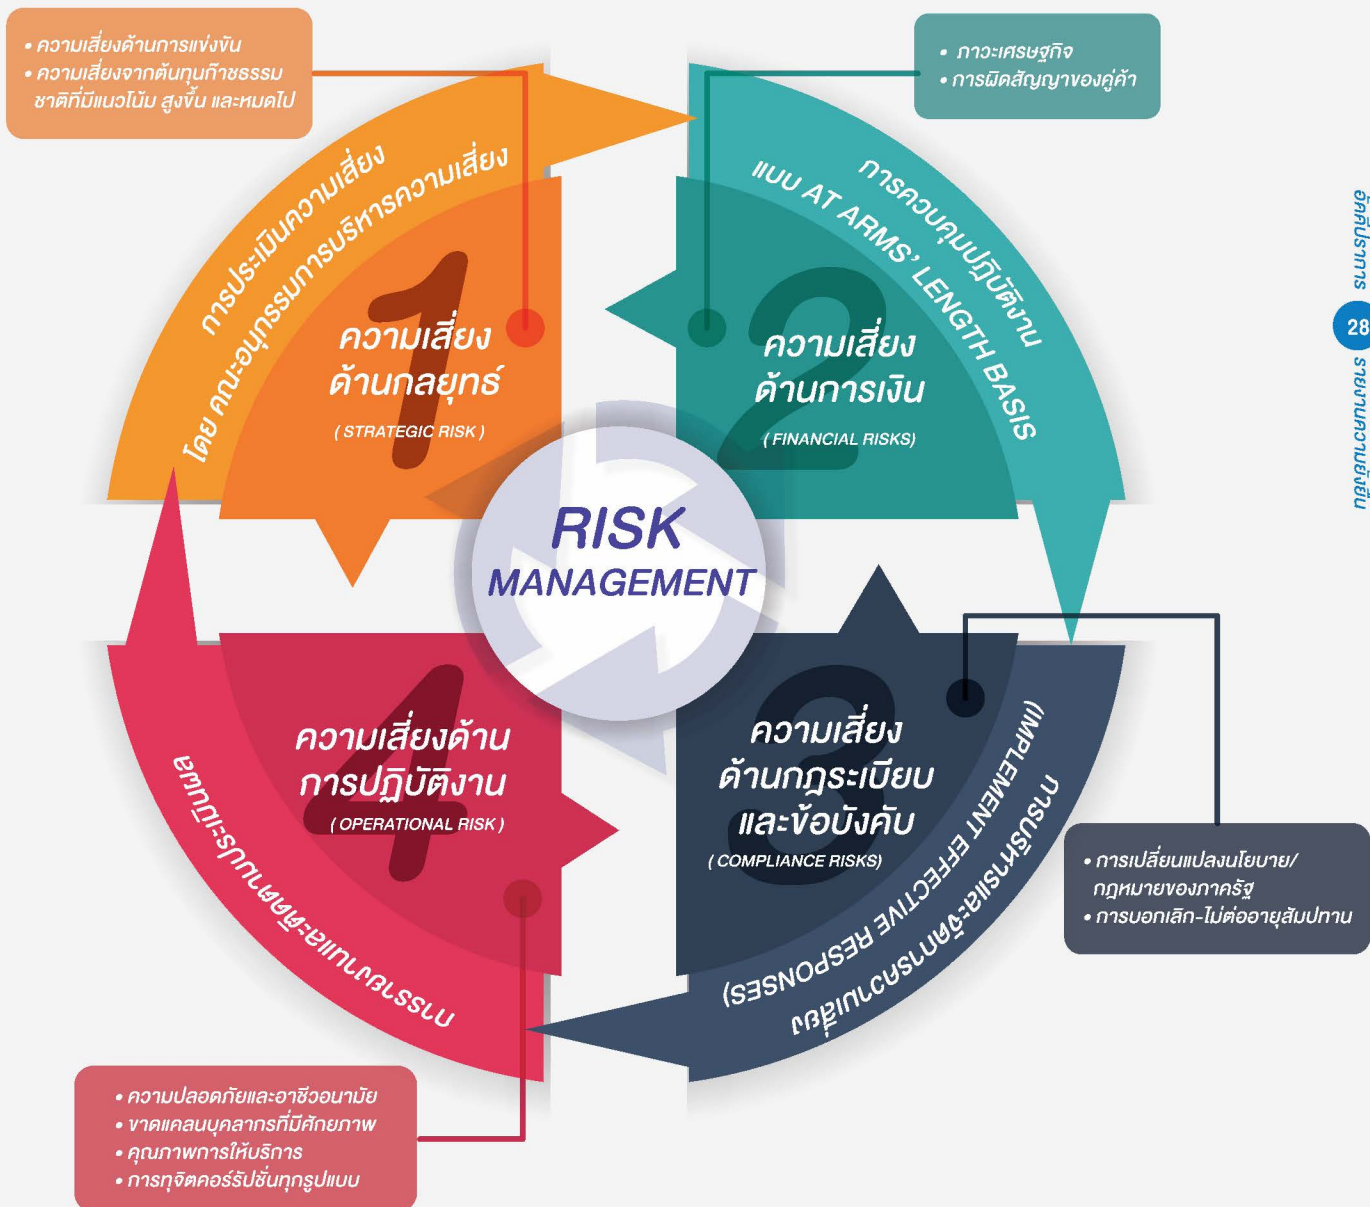 • ความเสี่ยงด้านการแข่งขัน
• ความเสี่ยงจากต้นทุนก๊าซธรรม
ชาติที่มีแนวโน้ม สูงขึ้น และหมดไป
• ภาวะเศรษฐกิจ
• การผิดสัญญาของคู่ค้า
การประเมินความเสี่ยง
โดย คณะอนุกรรมการบริหารความเสี่ยง
1
ความเสี่ยง
ด้านกลยุทธ์
( STRATEGIC RISK )
การควบคุมปฏิบัติงาน
แบบ AT ARMS' LENGTH BASIS
2
ความเสี่ยง
ด้านการเงิน
( FINANCIAL RISKS)
28
รายงานความยั่งยืน
RISK
MANAGEMENT
3
ความเสี่ยง
ด้านกฎระเบียบ
และข้อบังคับ
( COMPLIANCE RISKS)
การบริหารและจัดการความเสี่ยง
(IMPLEMENT EFFECTIVE RESPONSES)
• การเปลี่ยนแปลงนโยบาย/
กฎหมายของภาครัฐ
• การบอกเลิก-ไม่ต่ออายุสัมปทาน
4
ความเสี่ยงด้าน
การปฏิบัติงาน
( OPERATIONAL RISK )
การรายงานและติดตามประเมินผล
• ความปลอดภัยและอาชีวอนามัย
• ขาดแคลนบุคลากรที่มีศักยภาพ
• คุณภาพการให้บริการ
• การทุจริตคอร์รัปชั่นทุกรูปแบบ